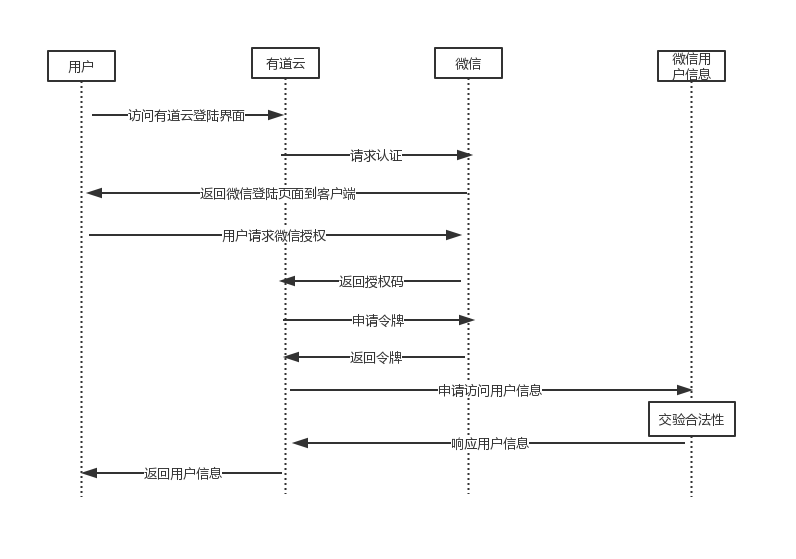 用户
有道云
微信
微信用
户信息
访问有道云登陆界面
请求认证
返回微信登陆页面到客户端
用户请求微信授权
返回授权码
申请令牌
返回令牌
申请访问用户信息
交验合法性
响应用户信息
返回用户信息